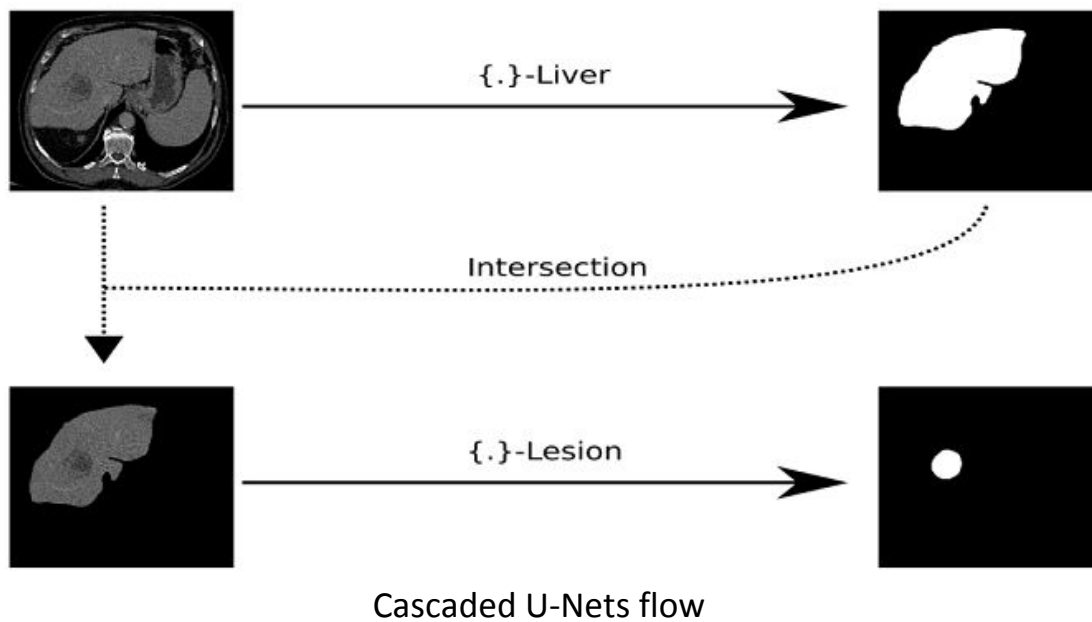 {.}-Liver
Intersection
{.}-Lesion
Cascaded U-Nets flow